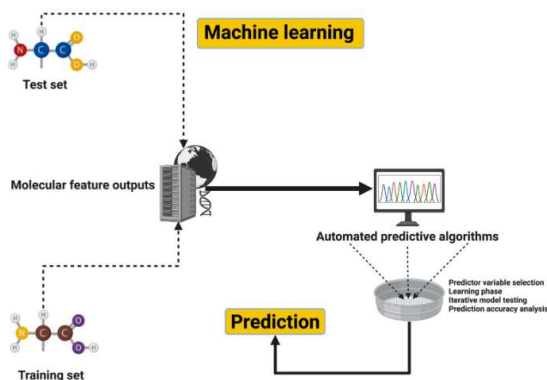 Machine learning
H
H
N
C
C
O
H
O
H
Test set
Molecular feature outputs
Automated predictive algorithms
Predictor variable selection
Learning phase
Iterative model testing
Prediction accuracy analysis
Prediction
H
H
N
C
C
O
H
O
H
Training set